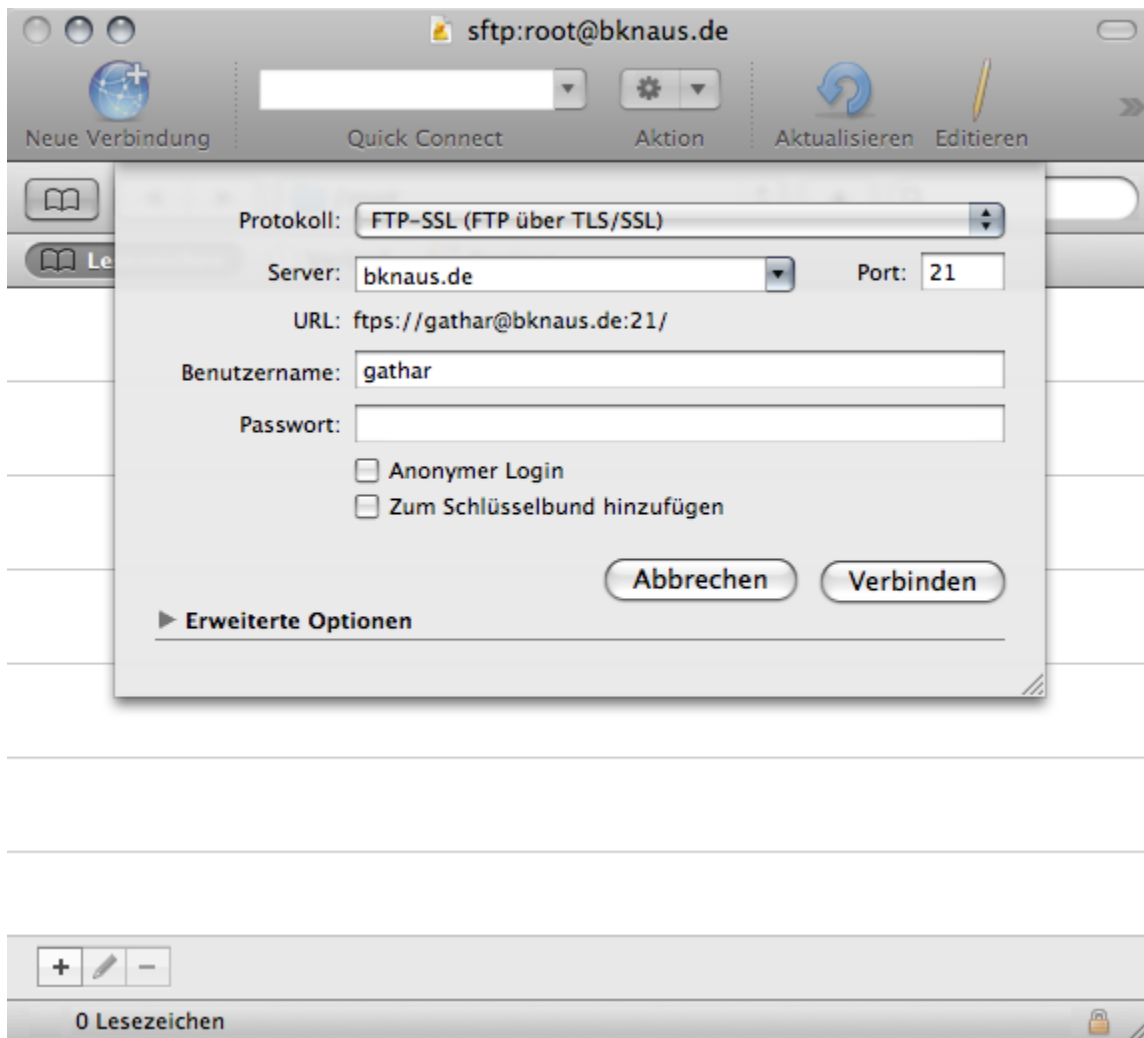 sftp:root@bknaus.de
Neue Verbindung Quick Connect Aktion Aktualisieren Editieren
Protokoll: FTP-SSL (FTP über TLS/SSL)
Le
Server: bknaus.de Port: 21
URL: ftps://gathar@bknaus.de:21/
Benutzername: gathar
Passwort:
Anonymer Login
Zum Schlüsselbund hinzufügen
Abbrechen Verbinden
Erweiterte Optionen
0 Lesezeichen